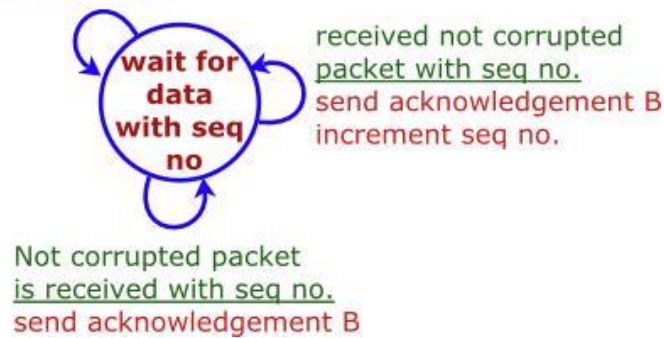 wait for
data
with seq
no
received not corrupted
packet with seq no.
send acknowledgement B
increment seq no.
Not corrupted packet
is received with seq no.
send acknowledgement B